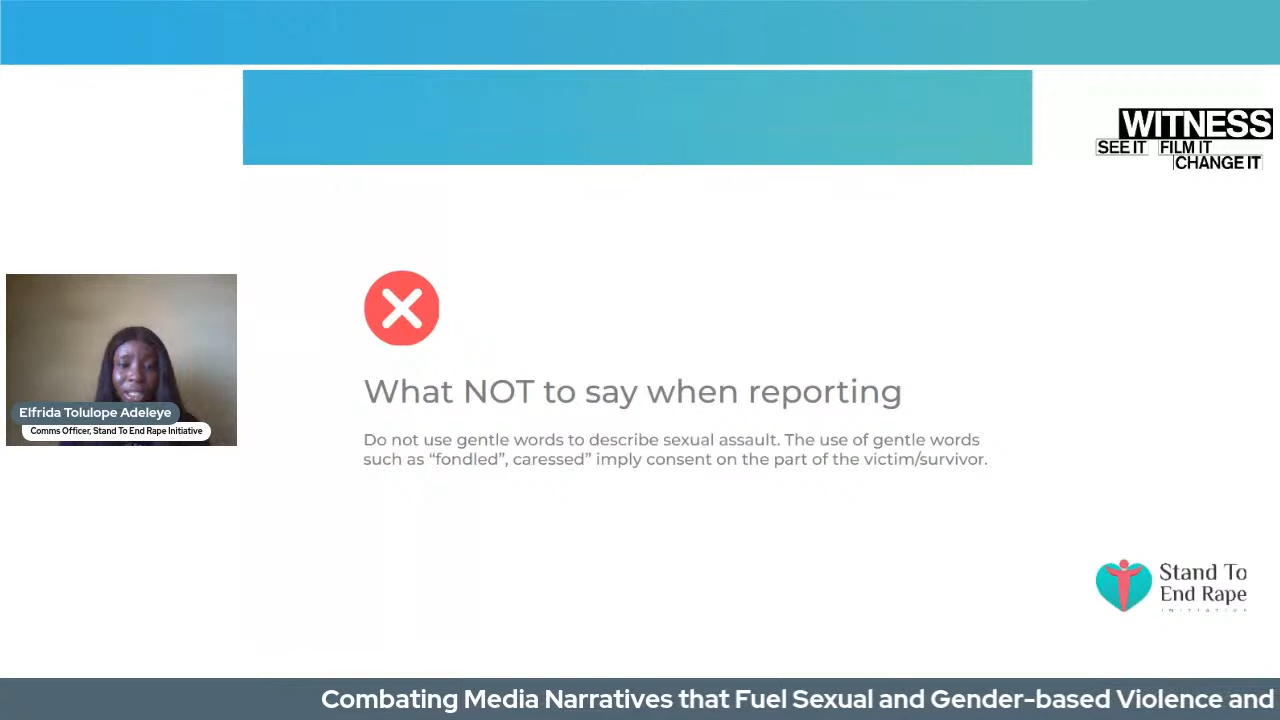 WITNESS
SEE IT FILM IT
CHANGE IT
What NOT to say when reporting
Do not use gentle words to describe sexual assault. The use of gentle words
such as “fondled”, caressed” imply consent on the part of the victim/survivor.
Elfrida Tolulope Adeleye
Comms Officer, Stand To End Rape Initiative
Stand To
End Rape
INITIATIVE
Combating Media Narratives that Fuel Sexual and Gender-based Violence and